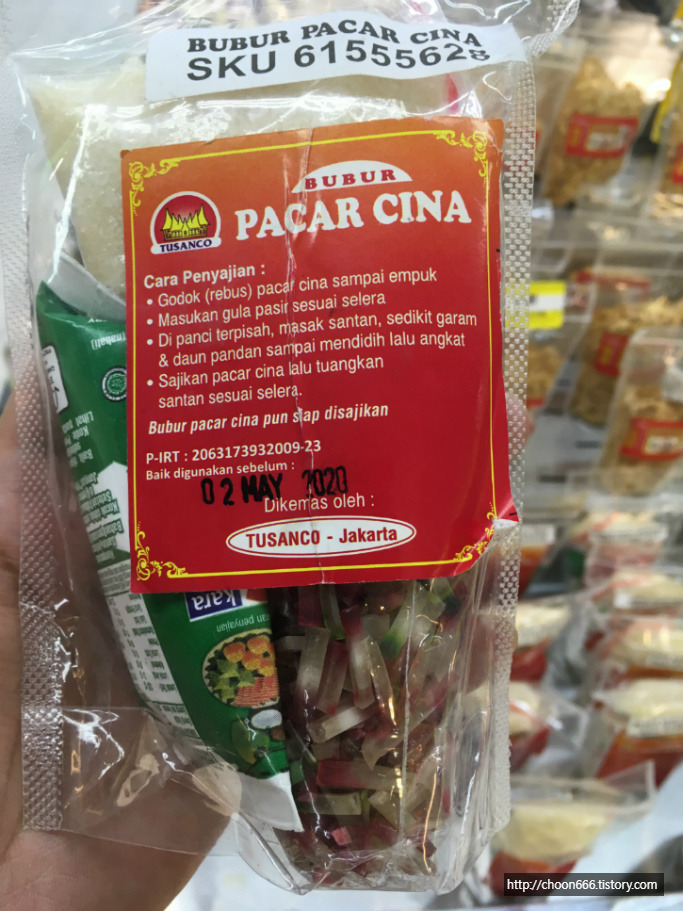 BUBUR PACAR CINA
SKU 61555628
BUBUR
PACAR CINA
TUSANCO
Cara Penyajian :
• Godok (rebus) pacar cina sampai empuk
• Masukan gula pasir sesuai selera
• Di panci terpisah, masak santan, sedikit garam
& daun pandan sampai mendidih lalu angkat
• Sajikan pacar cina lalu tuangkan
santan sesuai selera.
Bubur pacar cina pun siap disajikan
P-IRT : 2063173932009-23
Baik digunakan sebelum :
02 MAY 2020
Dikemas oleh :
TUSANCO - Jakarta
kara
penyajian
http://choon666.tistory.com